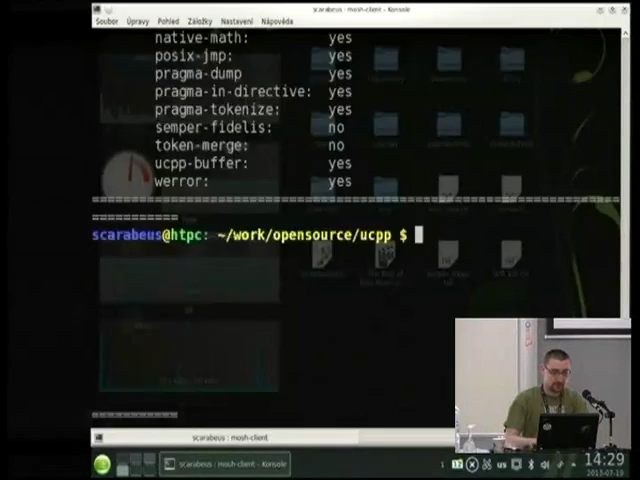 scarabeus : mosh-client – Konsole
Soubor Úpravy Pohled Záložky Nastavení Nápověda
native-math: yes
posix-jmp: yes
pragma-dump yes
pragma-in-directive: yes
pragma-tokenize: yes
semper-fidelis: no
token-merge: no
ucpp-buffer: yes
werror: yes
================================================
===========
scarabeus@htpc: ~/work/opensource/ucpp $
===========
scarabeus : mosh-client
scarabeus : mosh-client – Konsole
1
us
14:29
2013-07-19